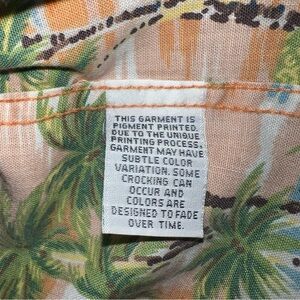 THIS GARMENT IS
PIGMENT PRINTED.
DUE TO THE UNIQUE
PRINTING PROCESS,
GARMENT MAY HAVE
SUBTLE COLOR
VARIATION. SOME
CROCKING CAN
OCCUR AND
COLORS ARE
DESIGNED TO FADE
OVER TIME.